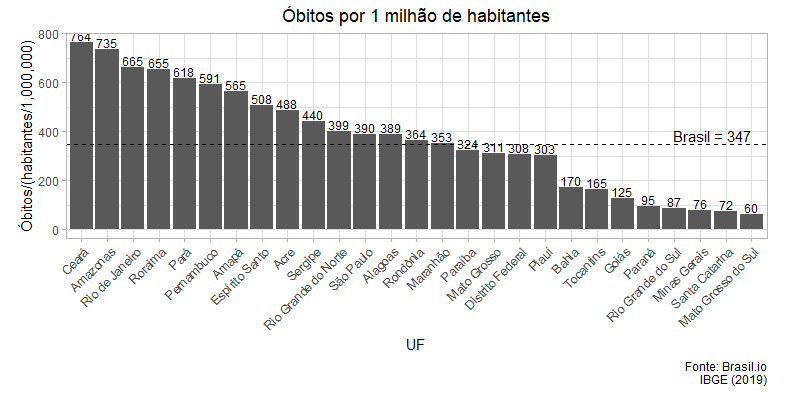 Óbitos por 1 milhão de habitantes
Óbitos/(habitantes/1,000,000)
800
600
400
200
0
764
735
665
655
618
591
565
508
488
440
399
390
389
364
353
324
311
308
303
170
165
125
95
87
76
72
60
Brasil = 347
Ceará
Amazonas
Rio de Janeiro
Roraima
Pará
Pernambuco
Amapá
Espírito Santo
Acre
Sergipe
Rio Grande do Norte
São Paulo
Alagoas
Rondônia
Maranhão
Paraíba
Mato Grosso
Distrito Federal
Piauí
Bahia
Tocantins
Goiás
Paraná
Rio Grande do Sul
Minas Gerais
Santa Catarina
Mato Grosso do Sul
UF
Fonte: Brasil.io
IBGE (2019)